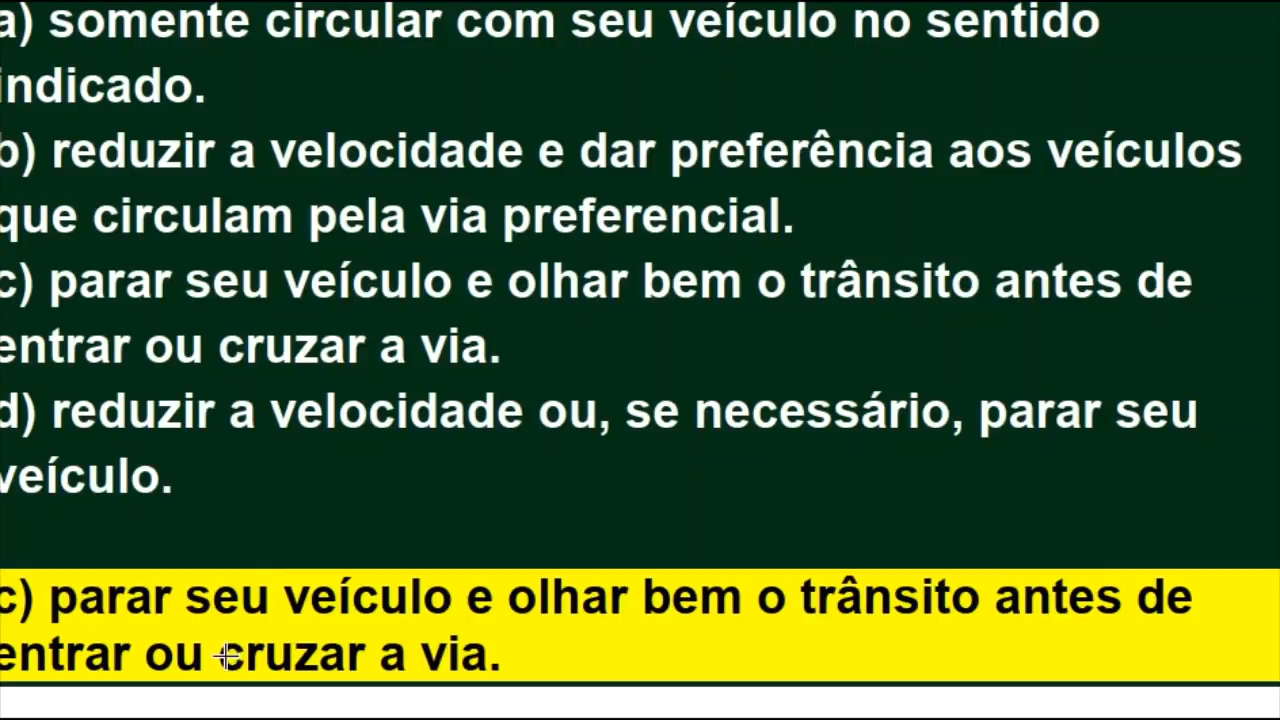 a) somente circular com seu veículo no sentido
indicado.
b) reduzir a velocidade e dar preferência aos veículos
que circulam pela via preferencial.
c) parar seu veículo e olhar bem o trânsito antes de
entrar ou cruzar a via.
d) reduzir a velocidade ou, se necessário, parar seu
veículo.
c) parar seu veículo e olhar bem o trânsito antes de
entrar ou cruzar a via.